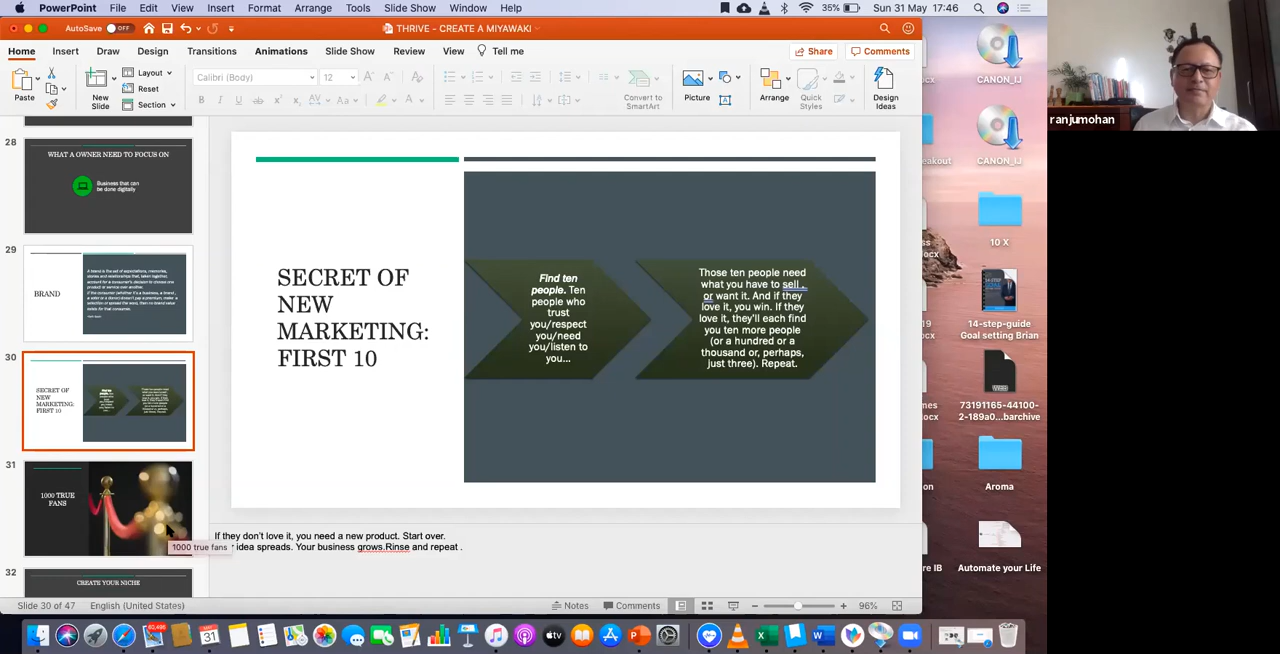 PowerPoint File Edit View Insert Format Arrange Tools Slide Show Window Help
35% Sun 31 May 17:46
AutoSave OFF
THRIVE - CREATE A MIYAWAKI
Home Insert Draw Design Transitions Animations Slide Show Review View Tell me
Share Comments
Paste
New Slide
Layout
Reset
Section
Calibri (Body) 12
Convert to SmartArt
Picture
Arrange
Quick Styles
Design Ideas
28
WHAT A OWNER NEED TO FOCUS ON
Business that can
be done digitally
29
BRAND
30
SECRET OF
NEW
MARKETING:
FIRST 10
31
1000 TRUE
FANS
1000 true fans
32
CREATE YOUR NICHE
SECRET OF
NEW
MARKETING:
FIRST 10
Find ten
people. Ten
people who
trust
you/respect
you/need
you/listen to
you...
Those ten people need
what you have to sell ,
or want it. And if they
love it, you win. If they
love it, they'll each find
you ten more people
(or a hundred or a
thousand or, perhaps,
just three). Repeat.
If they don't love it, you need a new product. Start over.
idea spreads. Your business grows.Rinse and repeat .
Slide 30 of 47 English (United States)
Notes Comments 96%
CANON_IJ
CANON_IJ
eakout
10 X
14-step-guide
Goal setting Brian
WEB
73191165-44100-
2-189a0...barchive
Aroma
Automate your Life
re IB
ranjumohan